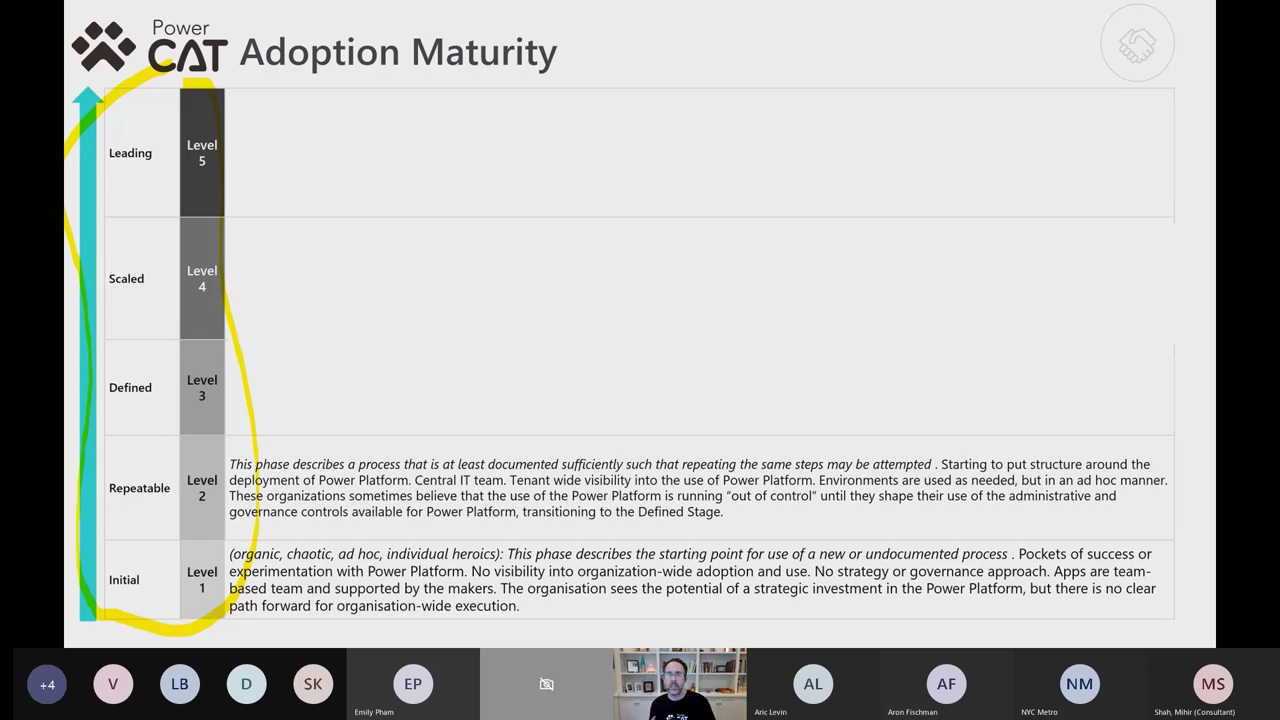 Power
CAT Adoption Maturity
Leading
Level
5
Scaled
Level
4
Defined
Level
3
Repeatable
Level
2
This phase describes a process that is at least documented sufficiently such that repeating the same steps may be attempted . Starting to put structure around the
deployment of Power Platform. Central IT team. Tenant wide visibility into the use of Power Platform. Environments are used as needed, but in an ad hoc manner.
These organizations sometimes believe that the use of the Power Platform is running “out of control” until they shape their use of the administrative and
governance controls available for Power Platform, transitioning to the Defined Stage.
Initial
Level
1
(organic, chaotic, ad hoc, individual heroics): This phase describes the starting point for use of a new or undocumented process . Pockets of success or
experimentation with Power Platform. No visibility into organization-wide adoption and use. No strategy or governance approach. Apps are team-
based team and supported by the makers. The organisation sees the potential of a strategic investment in the Power Platform, but there is no clear
path forward for organisation-wide execution.
+4
V
LB
D
SK
EP
Emily Pham
CAT
AL
Aric Levin
AF
Aron Fischman
NM
NYC Metro
MS
Shah, Mihir (Consultant)